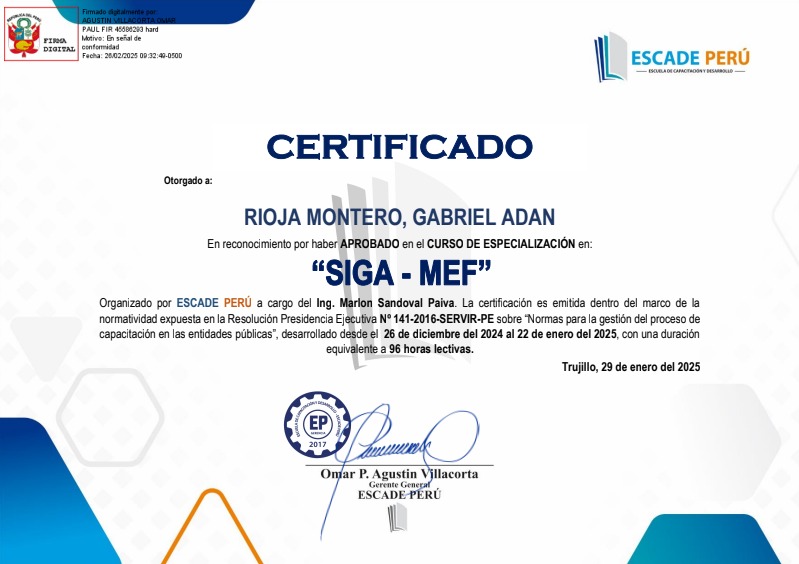 REPÚBLICA DEL PERÚ
FIRMA
DIGITAL
Firmado digitalmente por:
AGUSTIN VILLACORTA OMAR
PAUL FIR 46586293 hard
Motivo: En señal de
conformidad
Fecha: 26/02/2025 09:32:49-0500
ESCADE PERÚ
ESCUELA DE CAPACITACIÓN Y DESARROLLO
CERTIFICADO
Otorgado a:
RIOJA MONTERO, GABRIEL ADAN
En reconocimiento por haber APROBADO en el CURSO DE ESPECIALIZACIÓN en:
“SIGA - MEF”
Organizado por ESCADE PERÚ a cargo del Ing. Marlon Sandoval Paiva. La certificación es emitida dentro del marco de la
normatividad expuesta en la Resolución Presidencia Ejecutiva Nº 141-2016-SERVIR-PE sobre “Normas para la gestión del proceso de
capacitación en las entidades públicas”, desarrollado desde el 26 de diciembre del 2024 al 22 de enero del 2025, con una duración
equivalente a 96 horas lectivas.
Trujillo, 29 de enero del 2025
EP
GERENCIA
2017
Omar P. Agustin Villacorta
Gerente General
ESCADE PERÚ